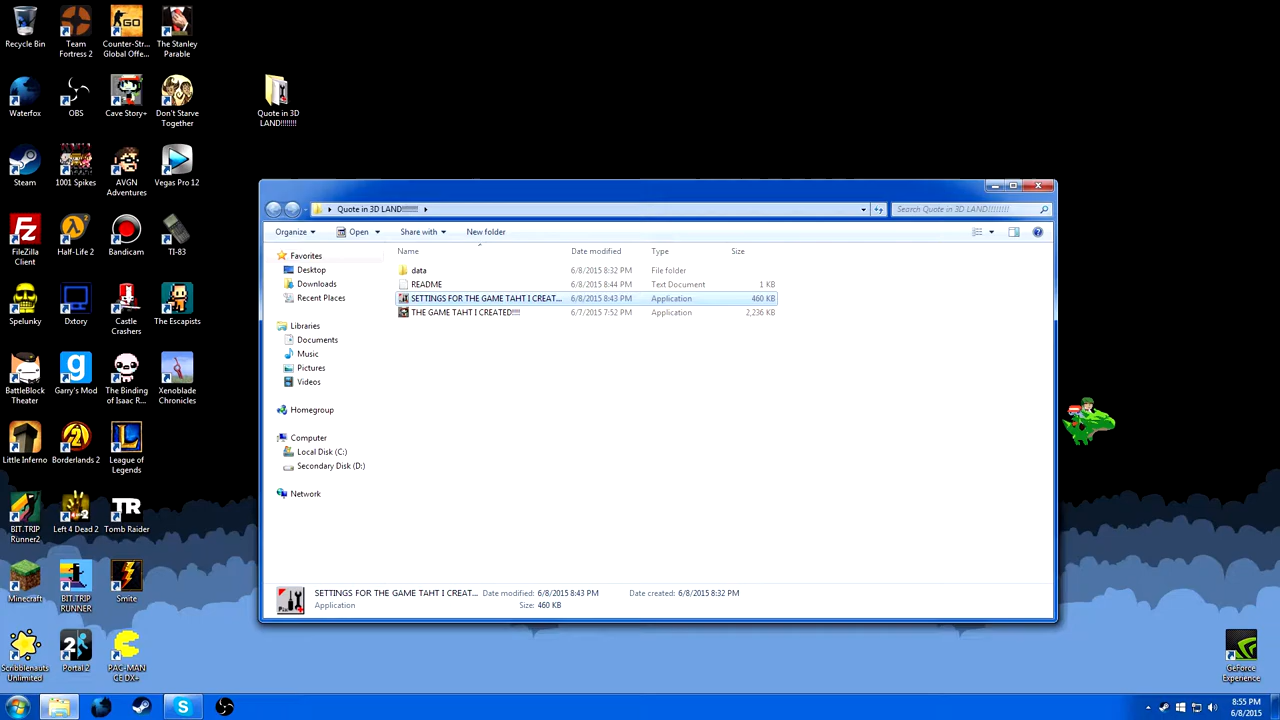 Recycle Bin
Team
Fortress 2
Counter-Str...
Global Offe...
The Stanley
Parable
Waterfox
OBS
Cave Story+
Don't Starve
Together
Quote in 3D
LAND!!!!!!!!
Steam
1001 Spikes
AVGN
Adventures
Vegas Pro 12
FileZilla
Client
Half-Life 2
Bandicam
TI-83
Spelunky
Dxtory
Castle
Crashers
The Escapists
BattleBlock
Theater
Garry's Mod
The Binding
of Isaac R...
Xenoblade
Chronicles
Little Inferno
Borderlands 2
League of
Legends
BIT.TRIP
Runner2
Left 4 Dead 2
Tomb Raider
Minecraft
BIT.TRIP
RUNNER
Smite
Scribblenauts
Unlimited
Portal 2
PAC-MAN
CE DX+
GeForce
Experience
Quote in 3D LAND!!!!!!!!
Search Quote in 3D LAND!!!!!!!!
Organize
Open
Share with
New folder
Name
Date modified
Type
Size
data
6/8/2015 8:32 PM
File folder
README
6/8/2015 8:44 PM
Text Document
1 KB
SETTINGS FOR THE GAME TAHT I CREAT...
6/8/2015 8:43 PM
Application
460 KB
THE GAME TAHT I CREATED!!!!!
6/7/2015 7:52 PM
Application
2,236 KB
Favorites
Desktop
Downloads
Recent Places
Libraries
Documents
Music
Pictures
Videos
Homegroup
Computer
Local Disk (C:)
Secondary Disk (D:)
Network
SETTINGS FOR THE GAME TAHT I CREAT...
Date modified: 6/8/2015 8:43 PM
Date created: 6/8/2015 8:32 PM
Application
Size: 460 KB
8:55 PM
6/8/2015